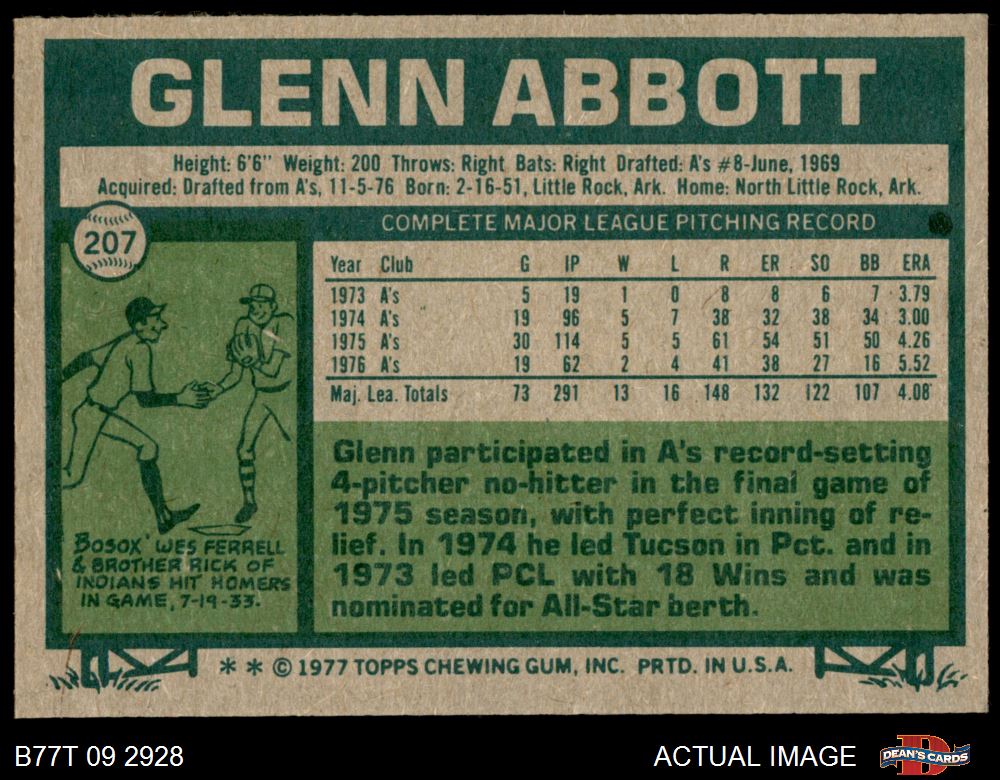 GLENN ABBOTT
Height: 6'6" Weight: 200 Throws: Right Bats: Right Drafted: A's #8-June, 1969
Acquired: Drafted from A's, 11-5-76 Born: 2-16-51, Little Rock, Ark. Home: North Little Rock, Ark.
207
COMPLETE MAJOR LEAGUE PITCHING RECORD
Year Club G IP W L R ER SO BB ERA
1973 A's 5 19 1 0 8 8 6 7 3.79
1974 A's 19 96 5 7 38 32 38 34 3.00
1975 A's 30 114 5 5 61 54 51 50 4.26
1976 A's 19 62 2 4 41 38 27 16 5.52
Maj. Lea. Totals 73 291 13 16 148 132 122 107 4.08
BOSOX' WES FERRELL
& BROTHER RICK OF
INDIANS HIT HOMERS
IN GAME, 7-19-33.
Glenn participated in A's record-setting
4-pitcher no-hitter in the final game of
1975 season, with perfect inning of re-
lief. In 1974 he led Tucson in Pct. and in
1973 led PCL with 18 Wins and was
nominated for All-Star berth.
* * © 1977 TOPPS CHEWING GUM, INC. PRTD. IN U.S.A.
B77T 09 2928
ACTUAL IMAGE
DEAN'S CARDS